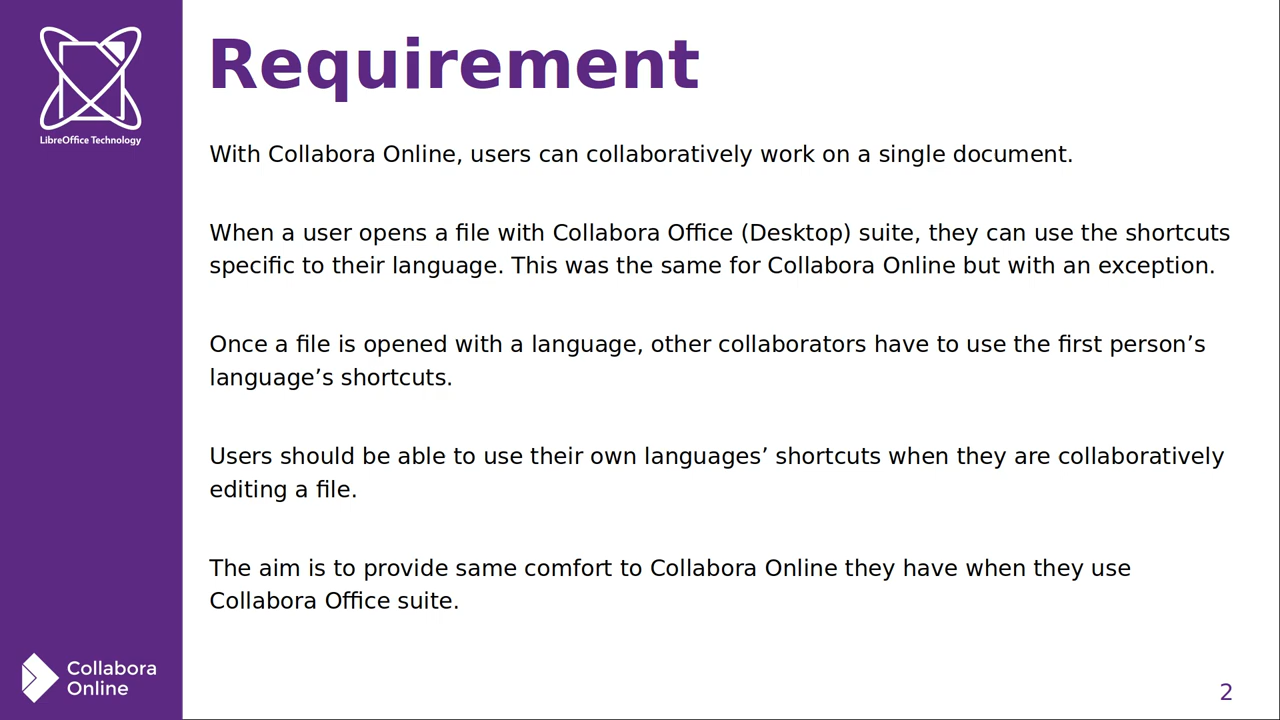 LibreOffice Technology
Requirement
With Collabora Online, users can collaboratively work on a single document.
When a user opens a file with Collabora Office (Desktop) suite, they can use the shortcuts
specific to their language. This was the same for Collabora Online but with an exception.
Once a file is opened with a language, other collaborators have to use the first person’s
language’s shortcuts.
Users should be able to use their own languages’ shortcuts when they are collaboratively
editing a file.
The aim is to provide same comfort to Collabora Online they have when they use
Collabora Office suite.
Collabora
Online
2